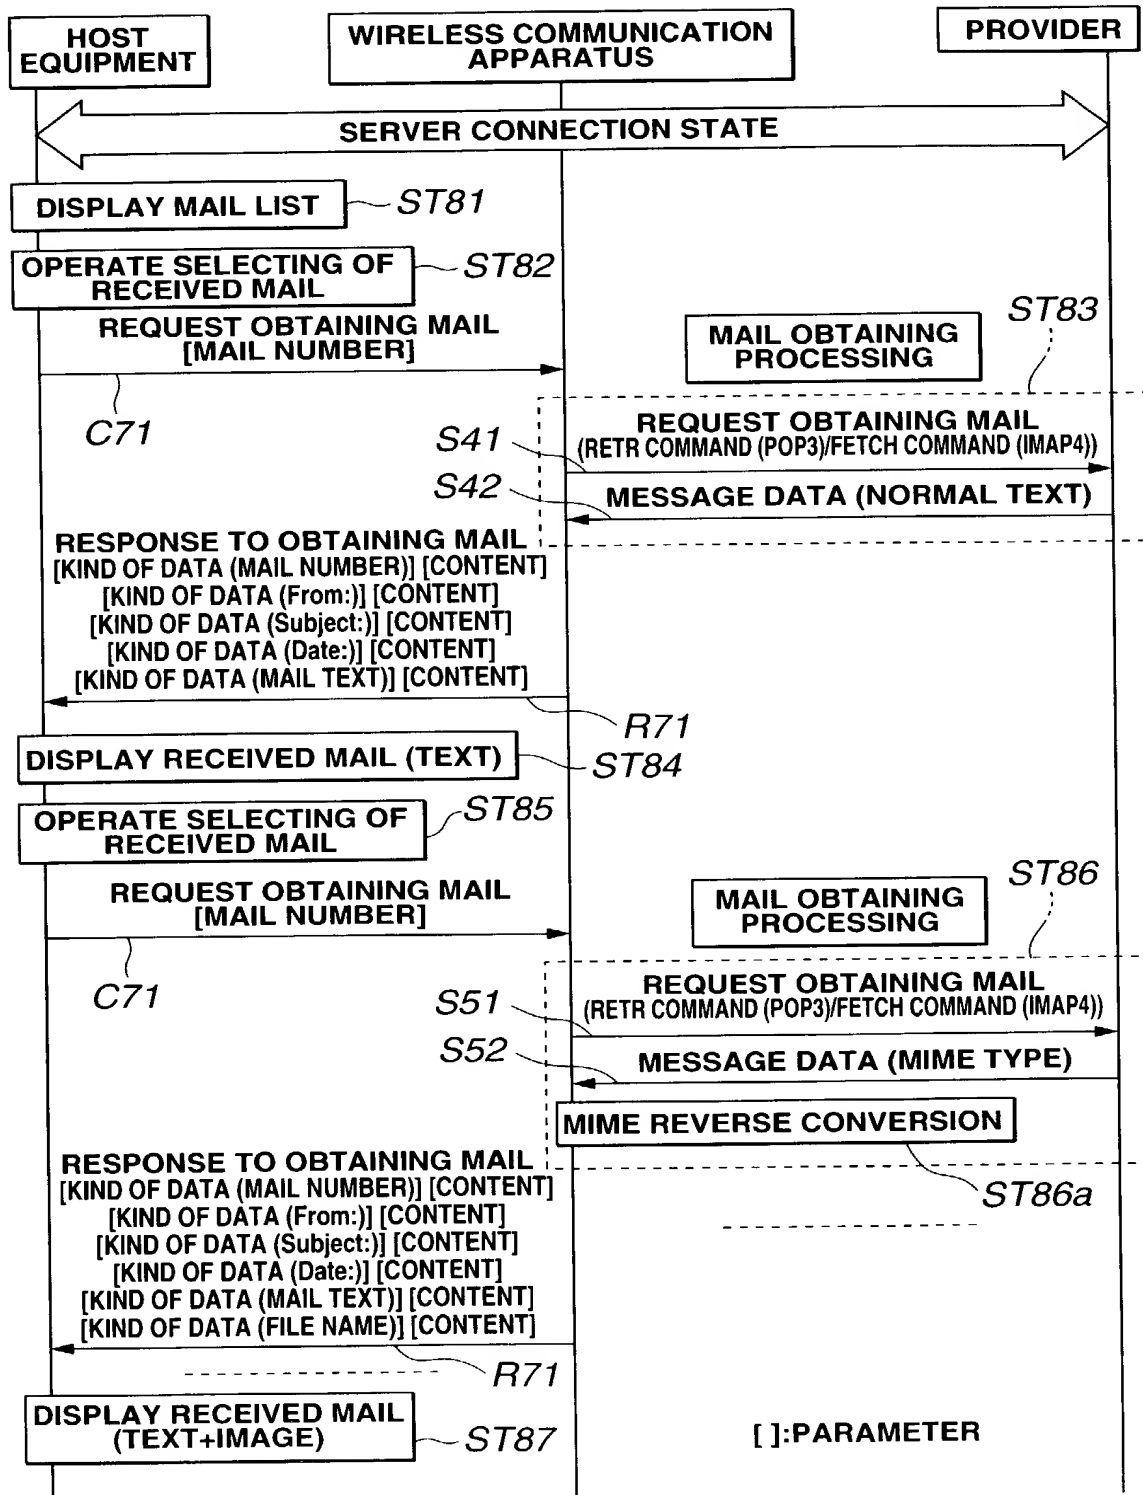 HOST
EQUIPMENT
WIRELESS COMMUNICATION
APPARATUS
PROVIDER
SERVER CONNECTION STATE
DISPLAY MAIL LIST
ST81
OPERATE SELECTING OF
RECEIVED MAIL
ST82
REQUEST OBTAINING MAIL
[MAIL NUMBER]
C71
MAIL OBTAINING
PROCESSING
ST83
REQUEST OBTAINING MAIL
(RETR COMMAND (POP3)/FETCH COMMAND (IMAP4))
S41
S42
MESSAGE DATA (NORMAL TEXT)
RESPONSE TO OBTAINING MAIL
[KIND OF DATA (MAIL NUMBER)] [CONTENT]
[KIND OF DATA (From:)] [CONTENT]
[KIND OF DATA (Subject:)] [CONTENT]
[KIND OF DATA (Date:)] [CONTENT]
[KIND OF DATA (MAIL TEXT)] [CONTENT]
R71
DISPLAY RECEIVED MAIL (TEXT)
ST84
OPERATE SELECTING OF
RECEIVED MAIL
ST85
REQUEST OBTAINING MAIL
[MAIL NUMBER]
C71
MAIL OBTAINING
PROCESSING
ST86
REQUEST OBTAINING MAIL
(RETR COMMAND (POP3)/FETCH COMMAND (IMAP4))
S51
S52
MESSAGE DATA (MIME TYPE)
MIME REVERSE CONVERSION
ST86a
RESPONSE TO OBTAINING MAIL
[KIND OF DATA (MAIL NUMBER)] [CONTENT]
[KIND OF DATA (From:)] [CONTENT]
[KIND OF DATA (Subject:)] [CONTENT]
[KIND OF DATA (Date:)] [CONTENT]
[KIND OF DATA (MAIL TEXT)] [CONTENT]
[KIND OF DATA (FILE NAME)] [CONTENT]
R71
DISPLAY RECEIVED MAIL
(TEXT+IMAGE)
ST87
[ ]:PARAMETER